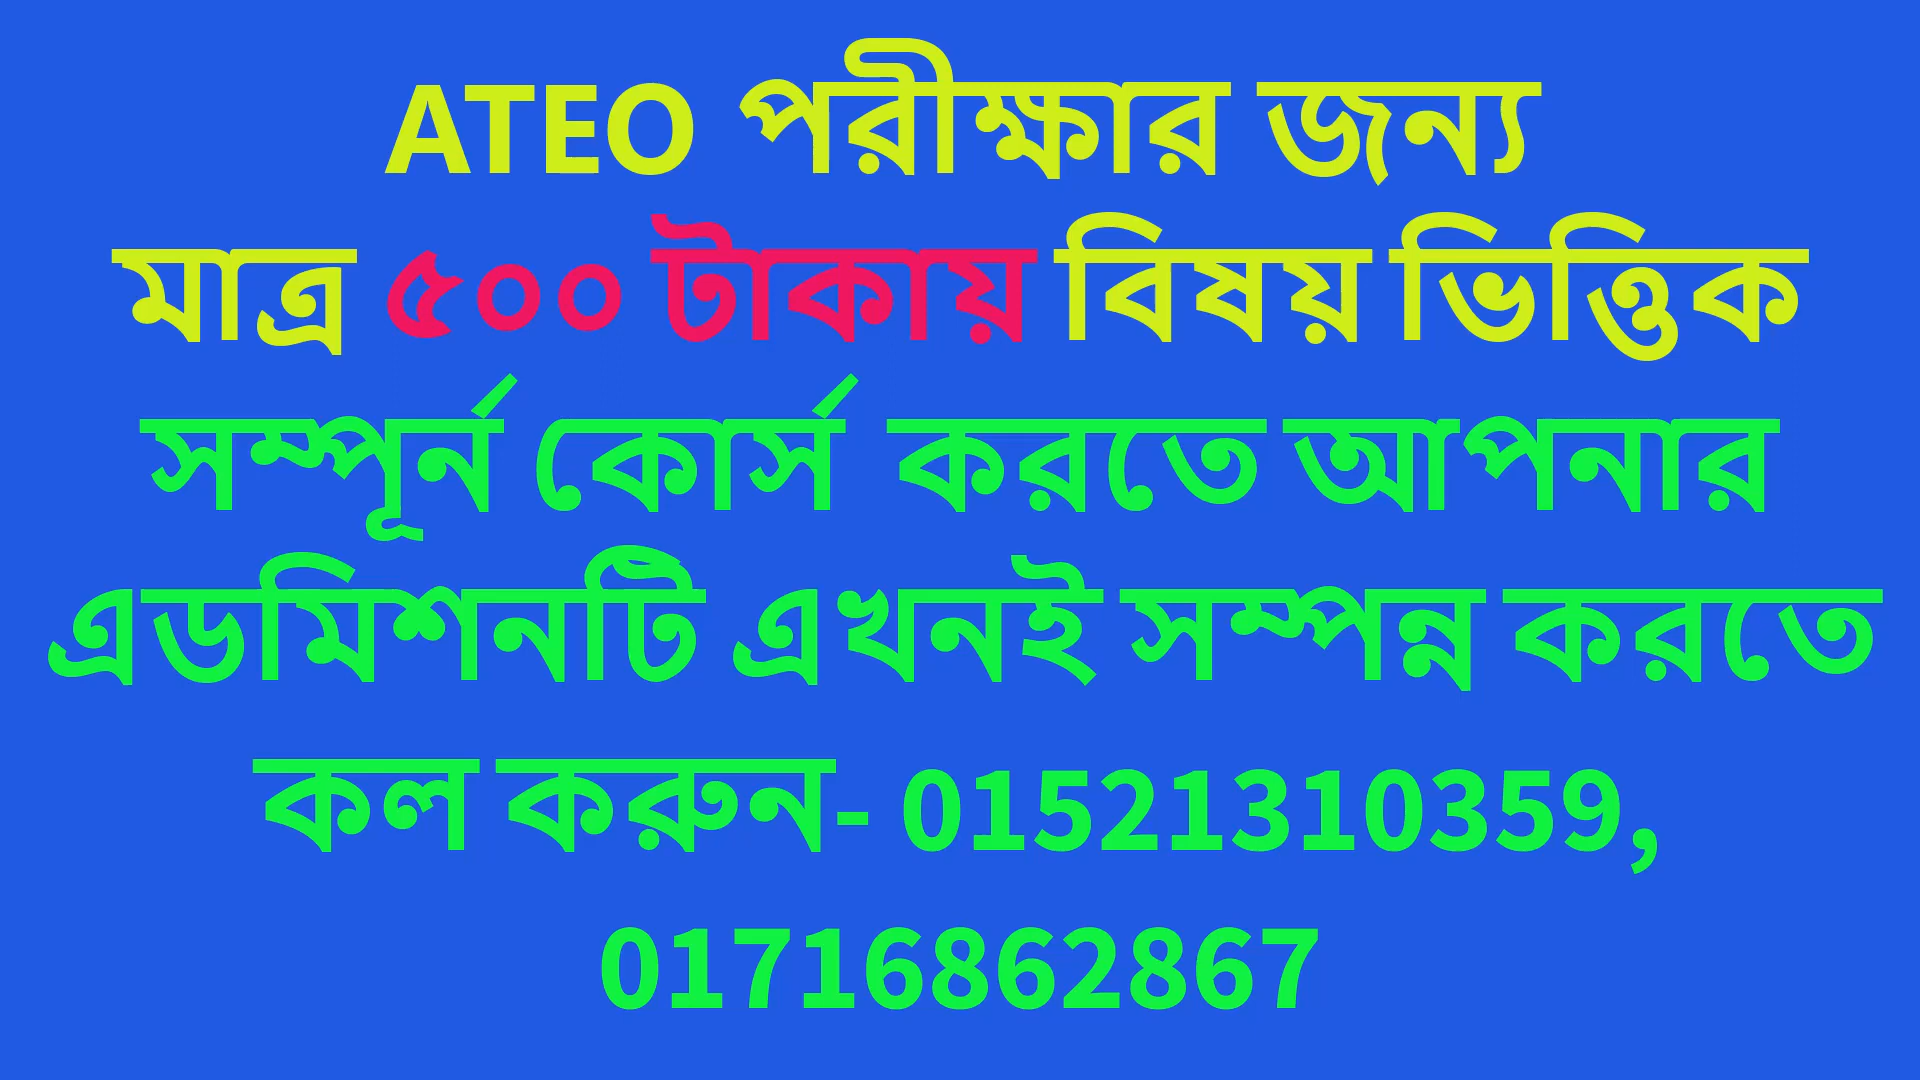 ATEO পরীক্ষার জন্য
মাত্র ৫০০ টাকায় বিষয় ভিত্তিক
সম্পূর্ন কোর্স করতে আপনার
এডমিশনটি এখনই সম্পন্ন করতে
কল করুন- 01521310359,
01716862867